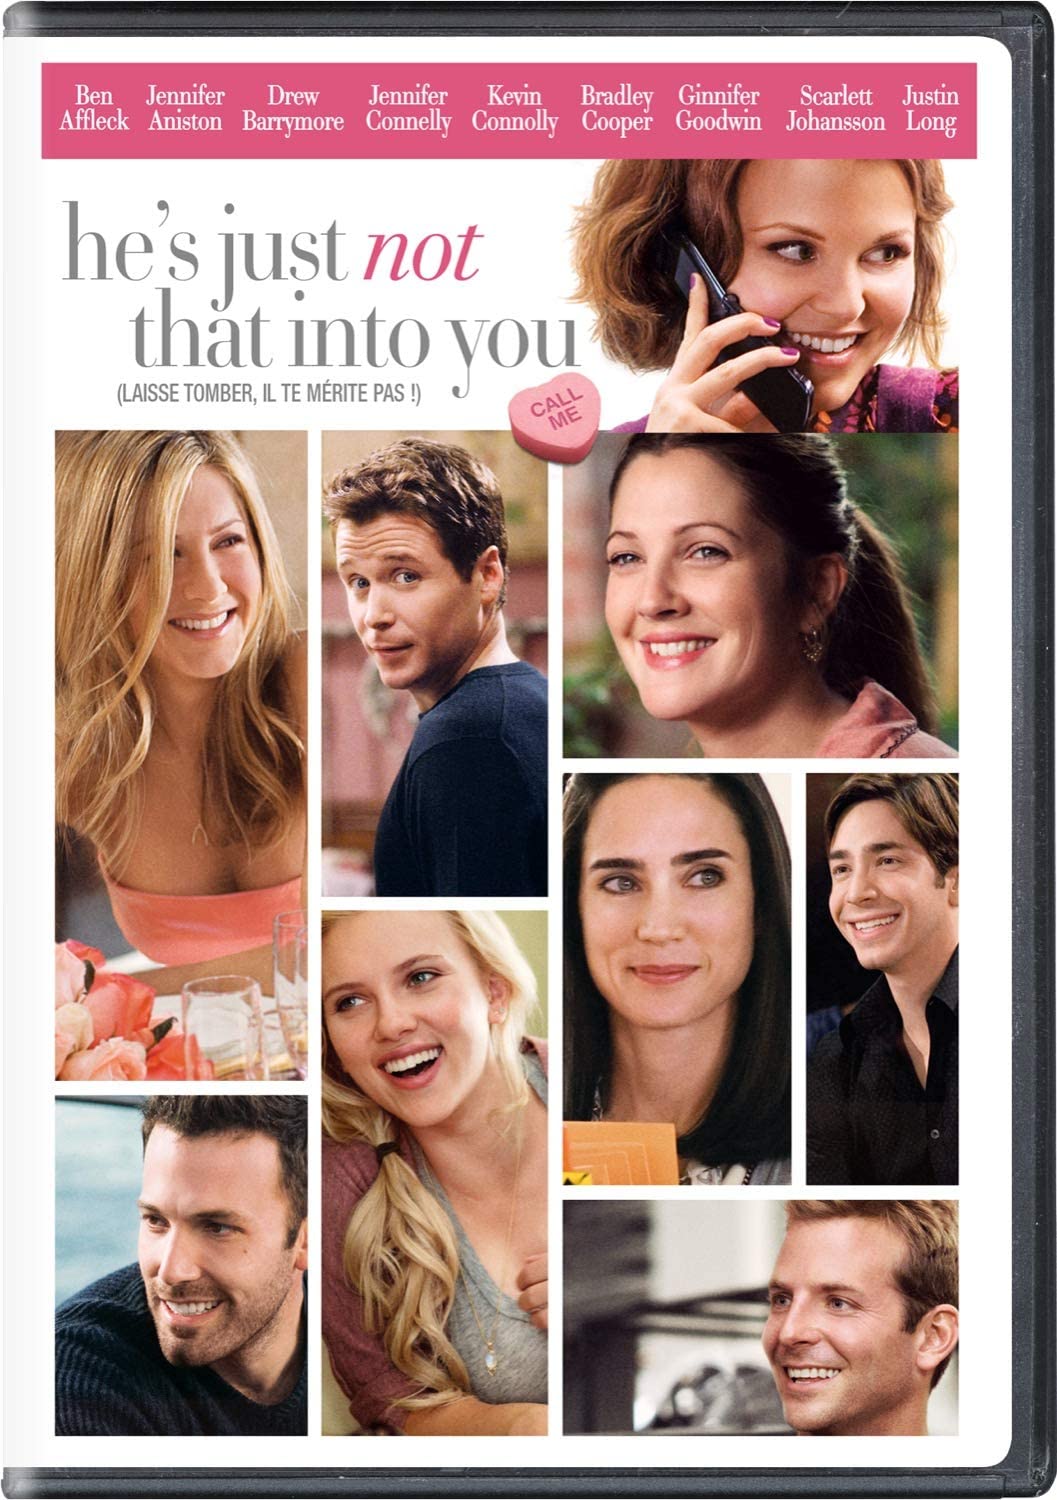 Ben Jennifer Drew Jennifer Kevin Bradley Ginnifer Scarlett Justin
Affleck Aniston Barrymore Connelly Connolly Cooper Goodwin Johansson Long
he's just not
that into you
(LAISSE TOMBER, IL TE MÉRITE PAS !)
CALL
ME